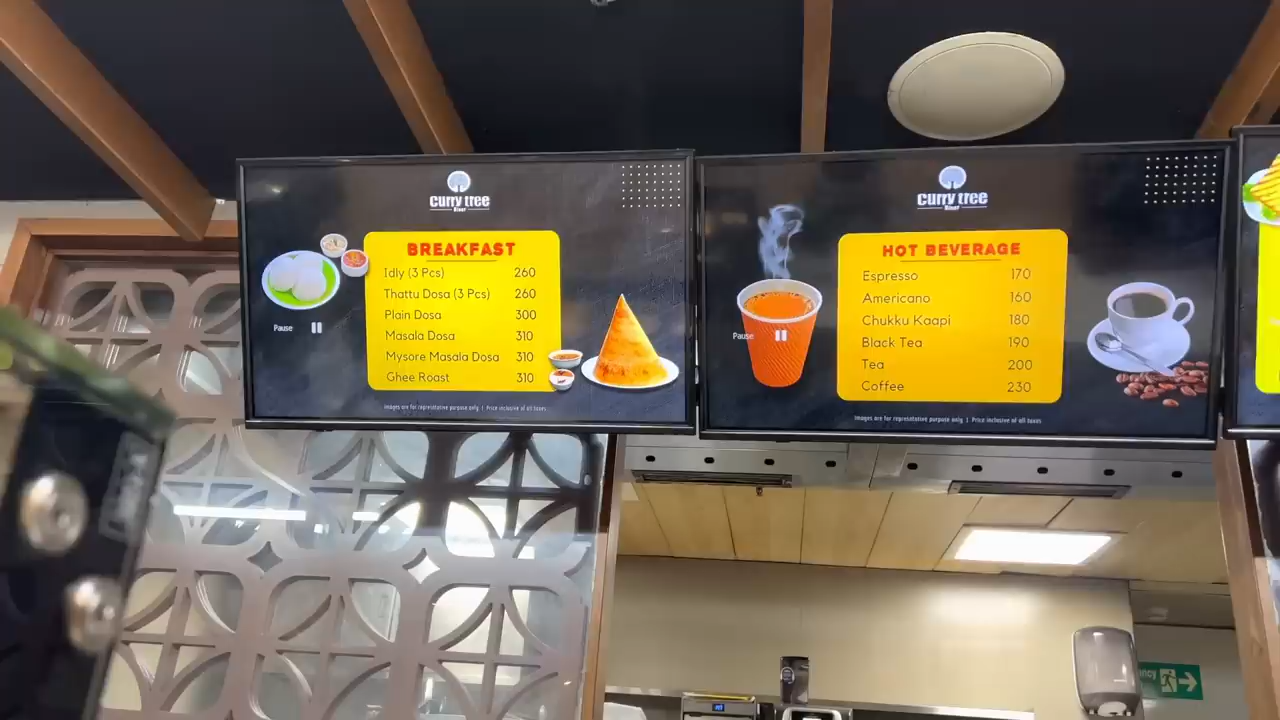 curry tree
Diner
BREAKFAST
Idly (3 Pcs) 260
Thattu Dosa (3 Pcs) 260
Plain Dosa 300
Masala Dosa 310
Mysore Masala Dosa 310
Ghee Roast 310
Pause
Images are for representative purpose only | Price inclusive of all taxes
curry tree
Diner
HOT BEVERAGE
Espresso 170
Americano 160
Chukku Kaapi 180
Black Tea 190
Tea 200
Coffee 230
Pause
Images are for representative purpose only | Price inclusive of all taxes